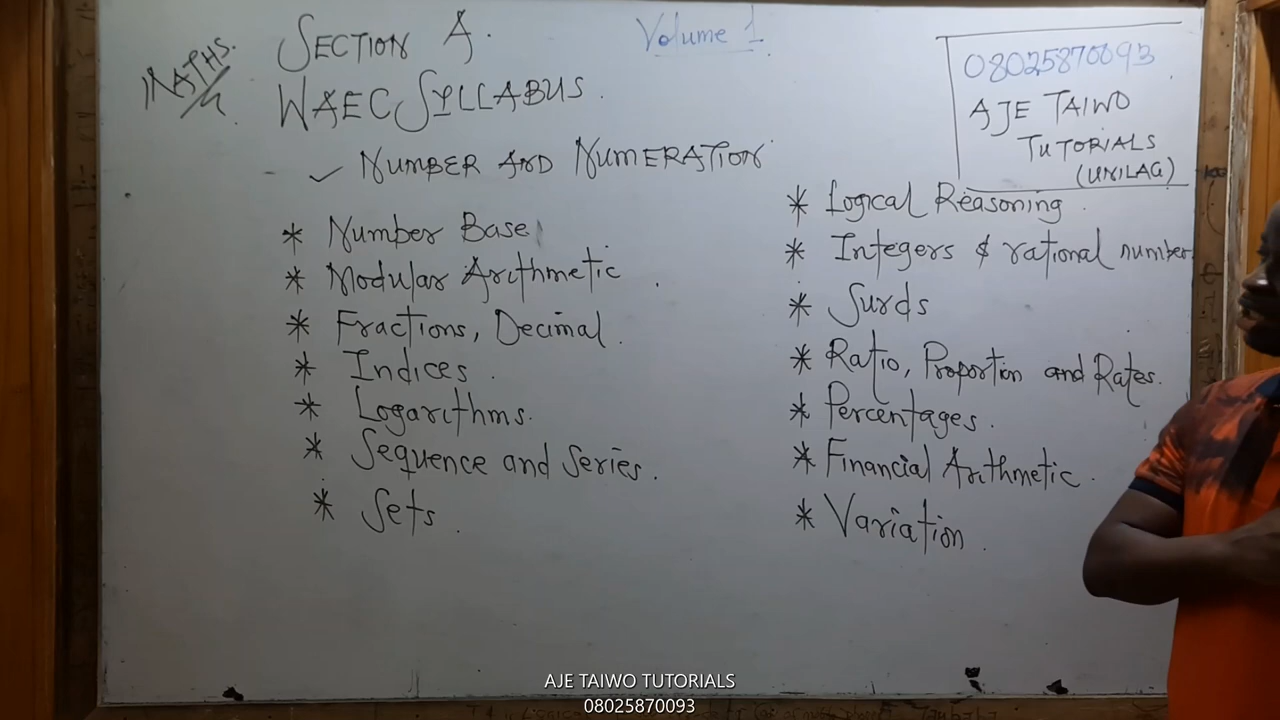 MATHS.
SECTION A.
Volume 1
WAEC SYLLABUS.
08025870093
AJE TAIWO
TUTORIALS
(UNILAG)
✓ NUMBER AND NUMERATION
* Number Base
* Modular Arithmetic
* Fractions, Decimal.
* Indices.
* Logarithms.
* Sequence and Series.
* Sets.
* Logical Reasoning.
* Integers & rational number
* Surds
* Ratio, Proportion and Rates.
* Percentages.
* Financial Arithmetic.
* Variation.
AJE TAIWO TUTORIALS
08025870093